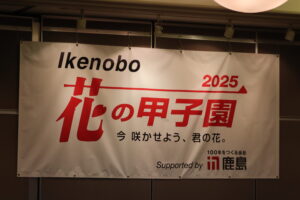 Ikenobo
2025
花の甲子園
今 咲かせよう、君の花。
100年をつくる会社
Supported by 鹿島